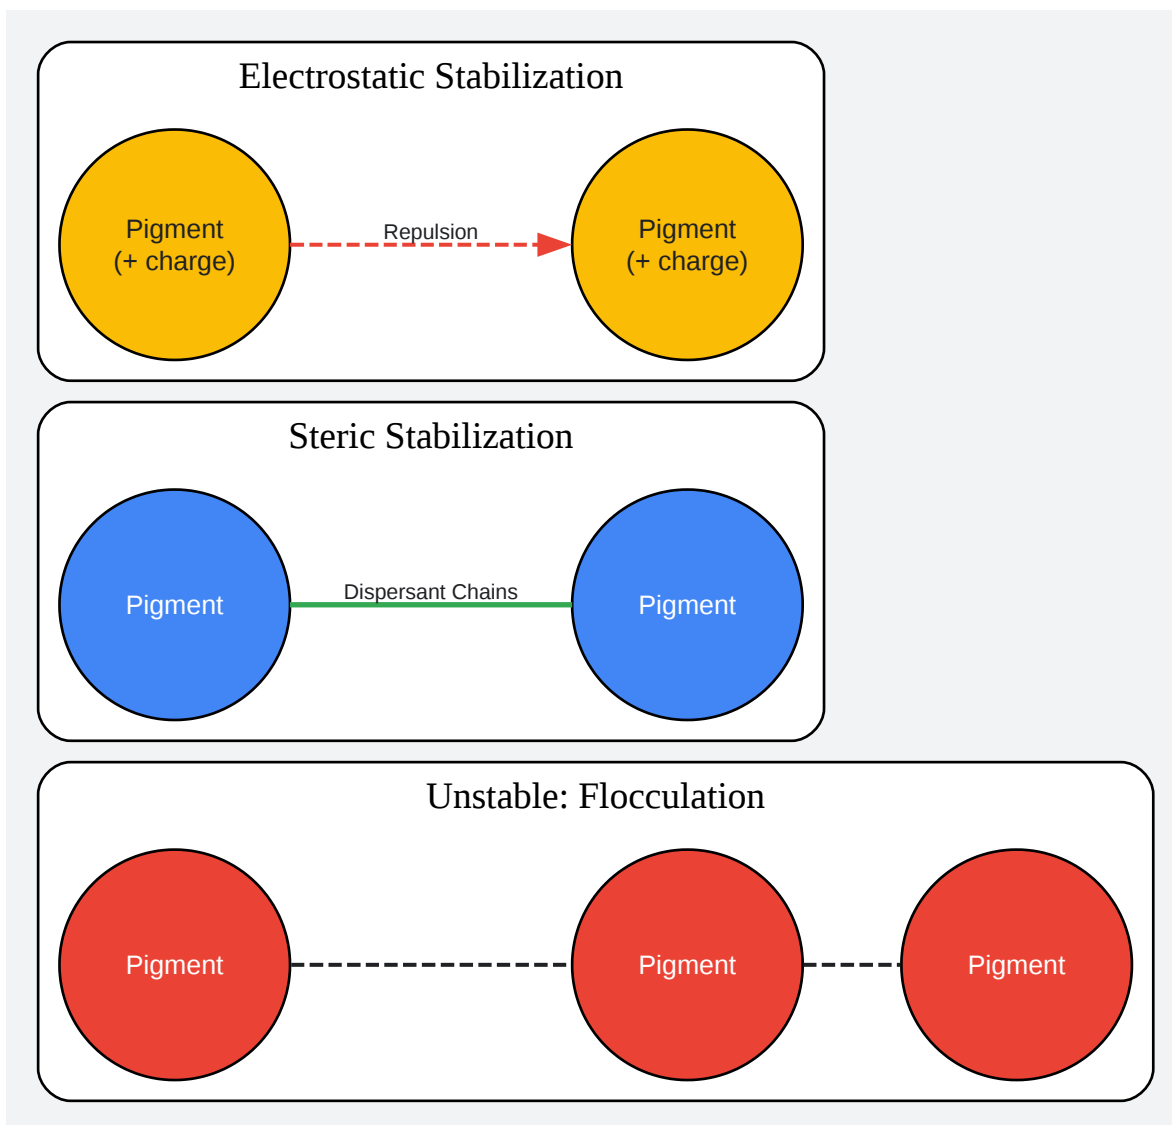 Electrostatic Stabilization
Pigment
(+ charge)
Repulsion
Pigment
(+ charge)
Steric Stabilization
Pigment
Dispersant Chains
Pigment
Unstable: Flocculation
Pigment
Pigment
Pigment